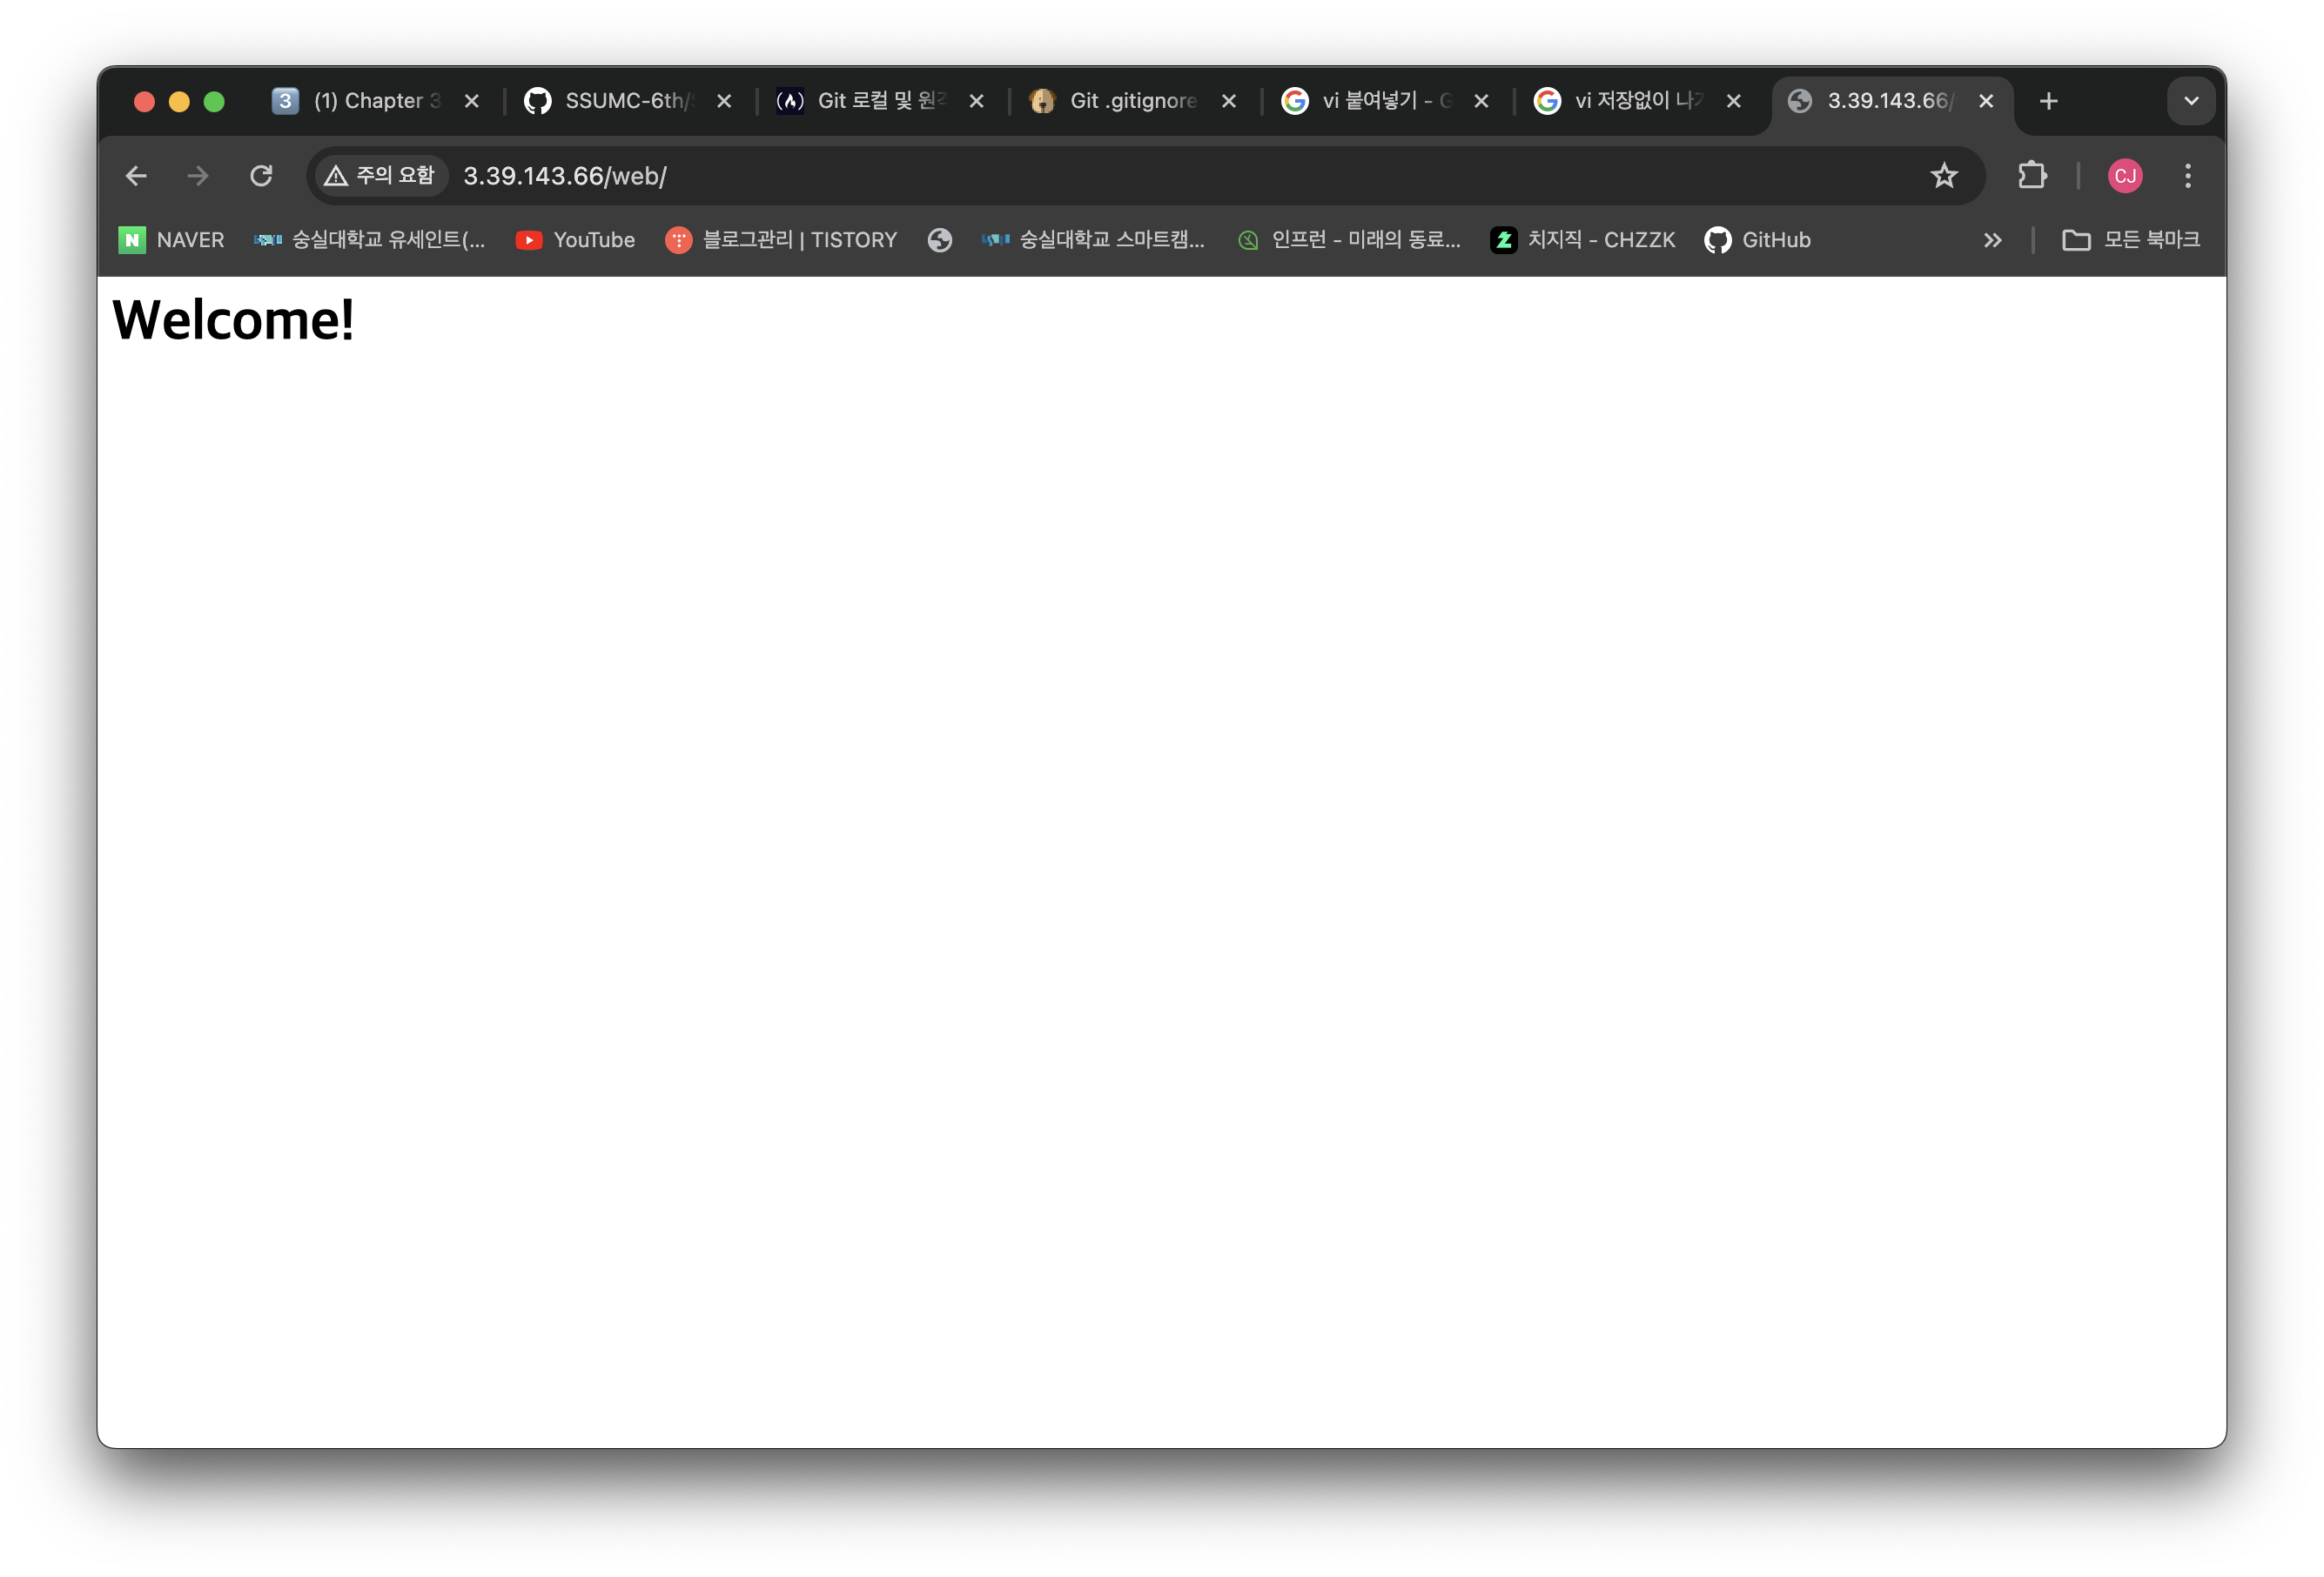 3 (1) Chapter 3
SSUMC-6th/
Git 로컬 및 원
Git .gitignore
vi 붙여넣기 - G
vi 저장없이 나
3.39.143.66/
주의 요함 3.39.143.66/web/
CJ
N NAVER 숭실대학교 유세인트(... YouTube 블로그관리 | TISTORY 숭실대학교 스마트캠... 인프런 - 미래의 동료... 치지직 - CHZZK GitHub 모든 북마크
Welcome!